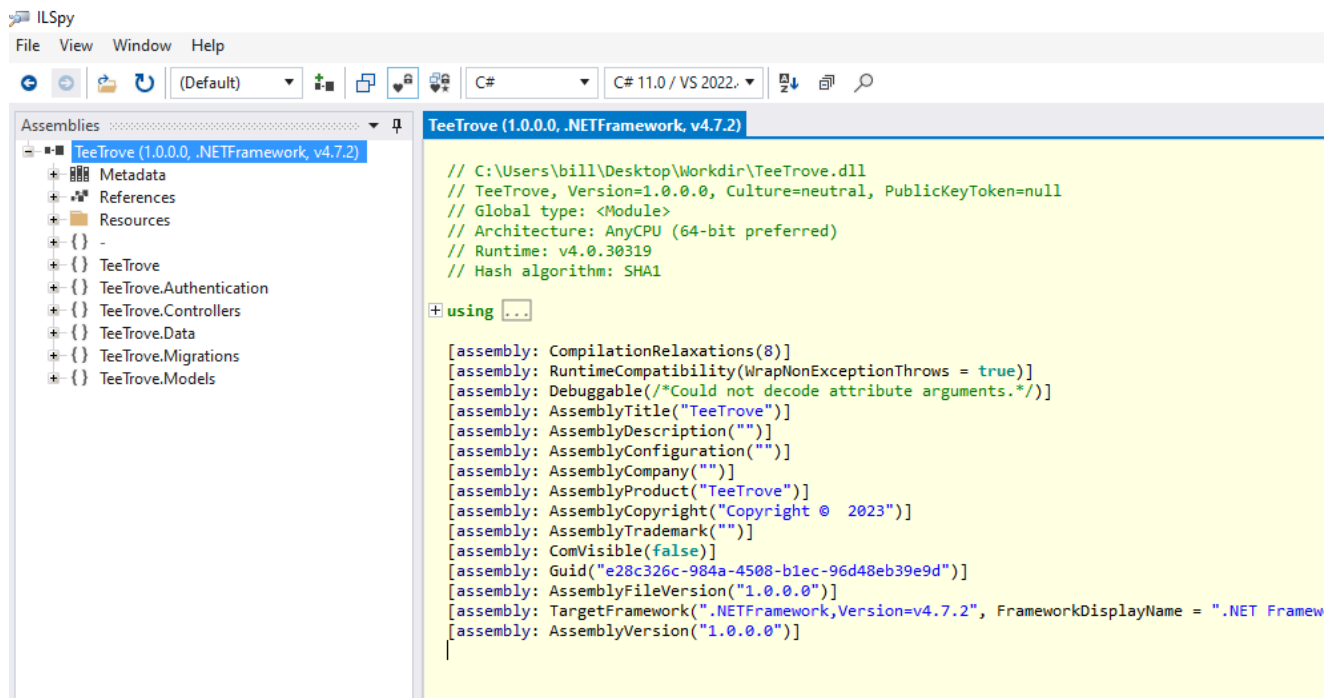 ILSpy
File View Window Help
(Default) C# C# 11.0 / VS 2022.
Assemblies
TeeTrove (1.0.0.0, .NETFramework, v4.7.2)
Metadata
References
Resources
{ } -
{ } TeeTrove
{ } TeeTrove.Authentication
{ } TeeTrove.Controllers
{ } TeeTrove.Data
{ } TeeTrove.Migrations
{ } TeeTrove.Models
TeeTrove (1.0.0.0, .NETFramework, v4.7.2)
// C:\Users\bill\Desktop\Workdir\TeeTrove.dll
// TeeTrove, Version=1.0.0.0, Culture=neutral, PublicKeyToken=null
// Global type: <Module>
// Architecture: AnyCPU (64-bit preferred)
// Runtime: v4.0.30319
// Hash algorithm: SHA1
using ...
[assembly: CompilationRelaxations(8)]
[assembly: RuntimeCompatibility(WrapNonExceptionThrows = true)]
[assembly: Debuggable(/*Could not decode attribute arguments.*/)]
[assembly: AssemblyTitle("TeeTrove")]
[assembly: AssemblyDescription("")]
[assembly: AssemblyConfiguration("")]
[assembly: AssemblyCompany("")]
[assembly: AssemblyProduct("TeeTrove")]
[assembly: AssemblyCopyright("Copyright ©  2023")]
[assembly: AssemblyTrademark("")]
[assembly: ComVisible(false)]
[assembly: Guid("e28c326c-984a-4508-b1ec-96d48eb39e9d")]
[assembly: AssemblyFileVersion("1.0.0.0")]
[assembly: TargetFramework(".NETFramework,Version=v4.7.2", FrameworkDisplayName = ".NET Framew
[assembly: AssemblyVersion("1.0.0.0")]